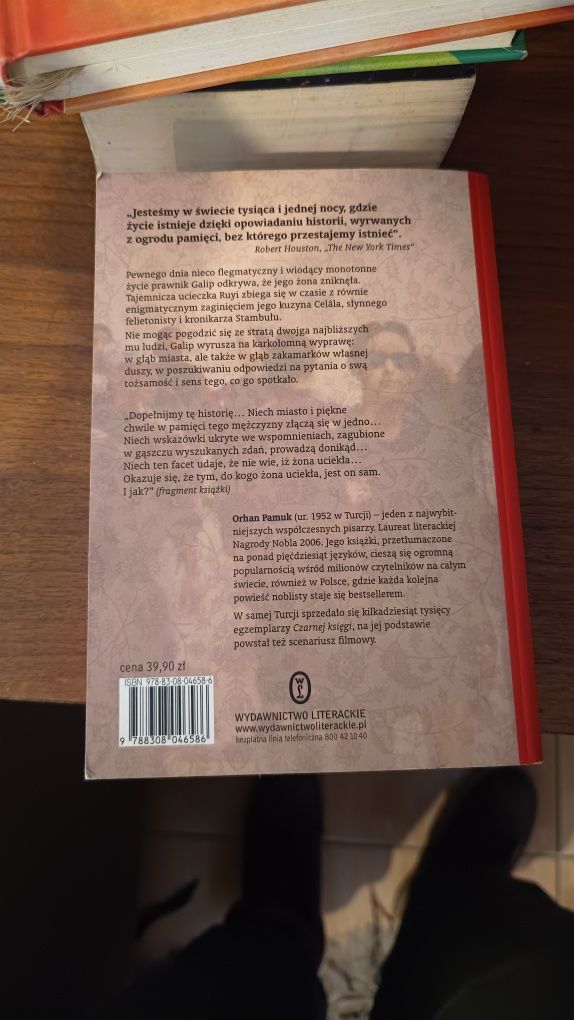 „Jesteśmy w świecie tysiąca i jednej nocy, gdzie
życie istnieje dzięki opowiadaniu historii, wyrwanych
z ogrodu pamięci, bez którego przestajemy istnieć".
Robert Houston, „The New York Times"
Pewnego dnia nieco flegmatyczny i wiodący monotonne
życie prawnik Galip odkrywa, że jego żona zniknęła.
Tajemnicza ucieczka Ruyi zbiega się w czasie z równie
enigmatycznym zaginięciem jego kuzyna Celâla, słynnego
felietonisty i kronikarza Stambułu.
Nie mogąc pogodzić się ze stratą dwojga najbliższych
mu ludzi, Galip wyrusza na karkołomną wyprawę:
w głąb miasta, ale także w głąb zakamarków własnej
duszy, w poszukiwaniu odpowiedzi na pytania o swą
tożsamość i sens tego, co go spotkało.
„Dopełnijmy tę historię... Niech miasto i piękne
chwile w pamięci tego mężczyzny złączą się w jedno...
Niech wskazówki ukryte we wspomnieniach, zagubione
w gąszczu wyszukanych zdań, prowadzą donikąd...
Niech ten facet udaje, że nie wie, iż żona uciekła...
Okazuje się, że tym, do kogo żona uciekła, jest on sam.
I jak?" (fragment książki)
Orhan Pamuk (ur. 1952 w Turcji) – jeden z najwybit-
niejszych współczesnych pisarzy. Laureat literackiej
Nagrody Nobla 2006. Jego książki, przetłumaczone
na ponad pięćdziesiąt języków, cieszą się ogromną
popularnością wśród milionów czytelników na całym
świecie, również w Polsce, gdzie każda kolejna
powieść noblisty staje się bestsellerem.
W samej Turcji sprzedało się kilkadziesiąt tysięcy
egzemplarzy Czarnej księgi, na jej podstawie
powstał też scenariusz filmowy.
cena 39,90 zł
ISBN 978-83-08-04658-6
9 788308 046586
WL
WYDAWNICTWO LITERACKIE
www.wydawnictwoliterackie.pl
bezpłatna linia telefoniczna 800 42 10 40